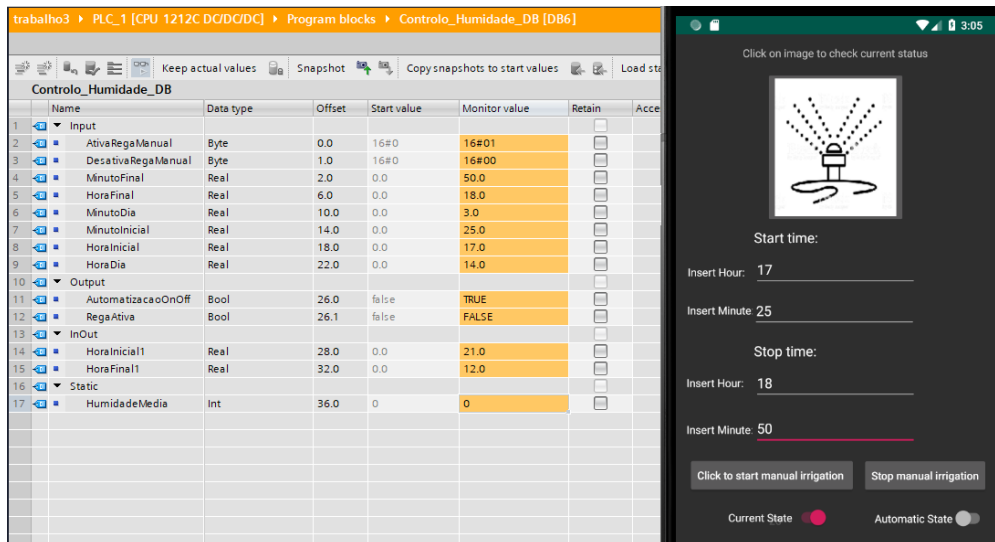 trabalho3 ▸ PLC_1 [CPU 1212C DC/DC/DC] ▸ Program blocks ▸ Controlo_Humidade_DB [DB6]
Keep actual values Snapshot Copy snapshots to start values Load sta
Controlo_Humidade_DB
Name Data type Offset Start value Monitor value Retain Acce
1 Input
2 AtivaRegaManual Byte 0.0 16#0 16#01
3 DesativaRegaManual Byte 1.0 16#0 16#00
4 MinutoFinal Real 2.0 0.0 50.0
5 HoraFinal Real 6.0 0.0 18.0
6 MinutoDia Real 10.0 0.0 3.0
7 MinutoInicial Real 14.0 0.0 25.0
8 HoraInicial Real 18.0 0.0 17.0
9 HoraDia Real 22.0 0.0 14.0
10 Output
11 AutomatizacaoOnOff Bool 26.0 false TRUE
12 RegaAtiva Bool 26.1 false FALSE
13 InOut
14 HoraInicial1 Real 28.0 0.0 21.0
15 HoraFinal1 Real 32.0 0.0 12.0
16 Static
17 HumidadeMedia Int 36.0 0 0
3:05
Click on image to check current status
Start time:
Insert Hour: 17
Insert Minute: 25
Stop time:
Insert Hour: 18
Insert Minute: 50
Click to start manual irrigation Stop manual irrigation
Current State Automatic State